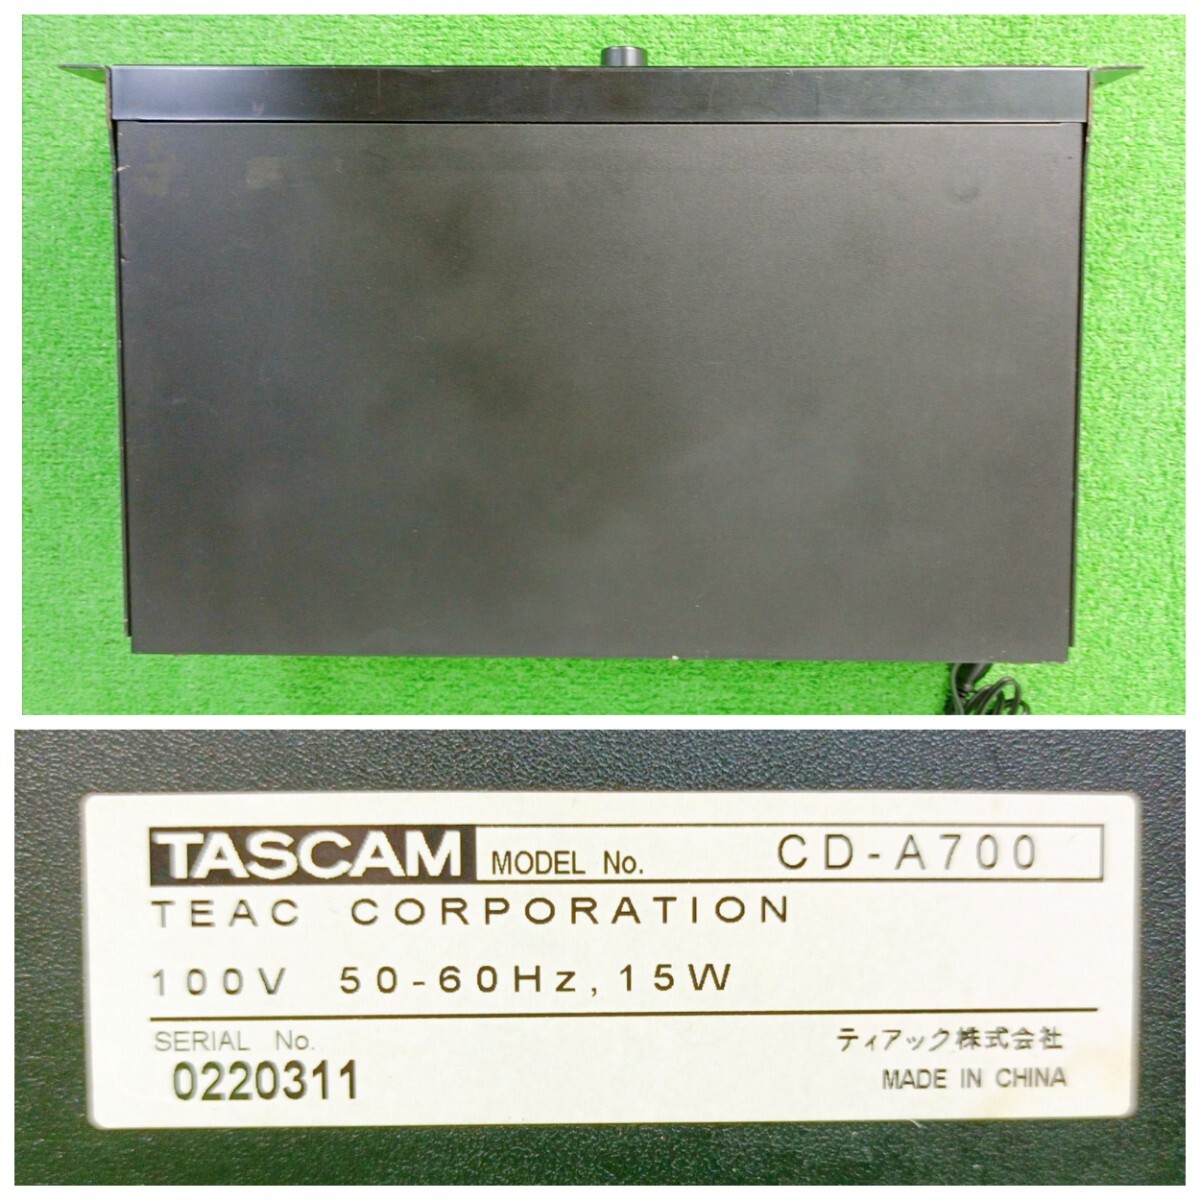 TASCAM MODEL No. CD-A700
TEAC CORPORATION
100V 50-60Hz, 15W
SERIAL No. ティアック株式会社
0220311 MADE IN CHINA